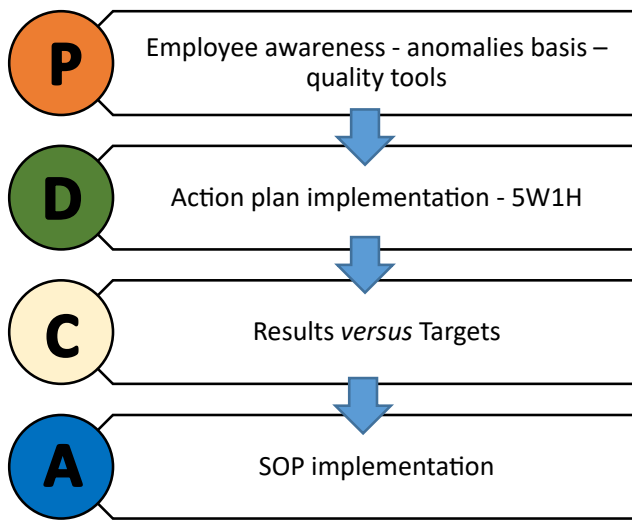 P
Employee awareness - anomalies basis –
quality tools
D
Action plan implementation - 5W1H
C
Results versus Targets
A
SOP implementation